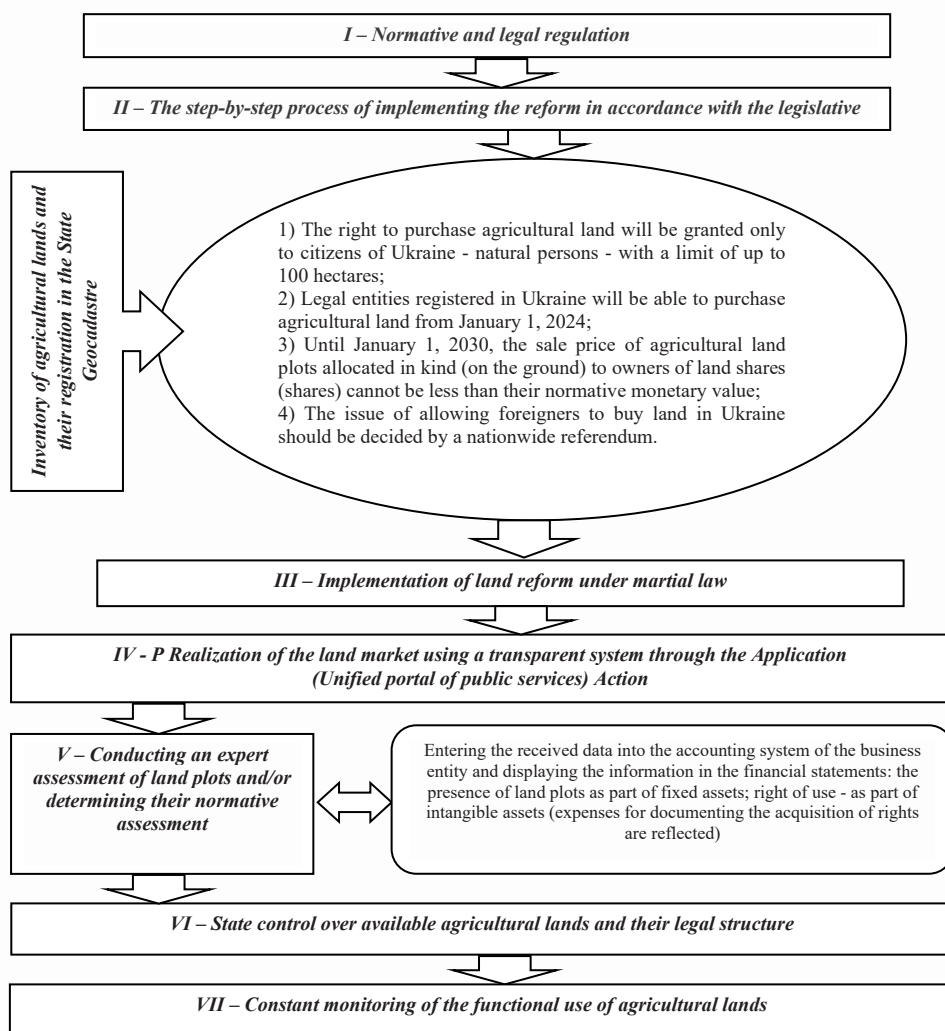 I – Normative and legal regulation
II – The step-by-step process of implementing the reform in accordance with the legislative
Inventory of agricultural lands and
their registration in the State
Geocadastre
1) The right to purchase agricultural land will be granted only
to citizens of Ukraine - natural persons - with a limit of up to
100 hectares;
2) Legal entities registered in Ukraine will be able to purchase
agricultural land from January 1, 2024;
3) Until January 1, 2030, the sale price of agricultural land
plots allocated in kind (on the ground) to owners of land shares
(shares) cannot be less than their normative monetary value;
4) The issue of allowing foreigners to buy land in Ukraine
should be decided by a nationwide referendum.
III – Implementation of land reform under martial law
IV - P Realization of the land market using a transparent system through the Application
(Unified portal of public services) Action
V – Conducting an expert
assessment of land plots and/or
determining their normative
assessment
Entering the received data into the accounting system of the business
entity and displaying the information in the financial statements: the
presence of land plots as part of fixed assets; right of use - as part of
intangible assets (expenses for documenting the acquisition of rights
are reflected)
VI – State control over available agricultural lands and their legal structure
VII – Constant monitoring of the functional use of agricultural lands